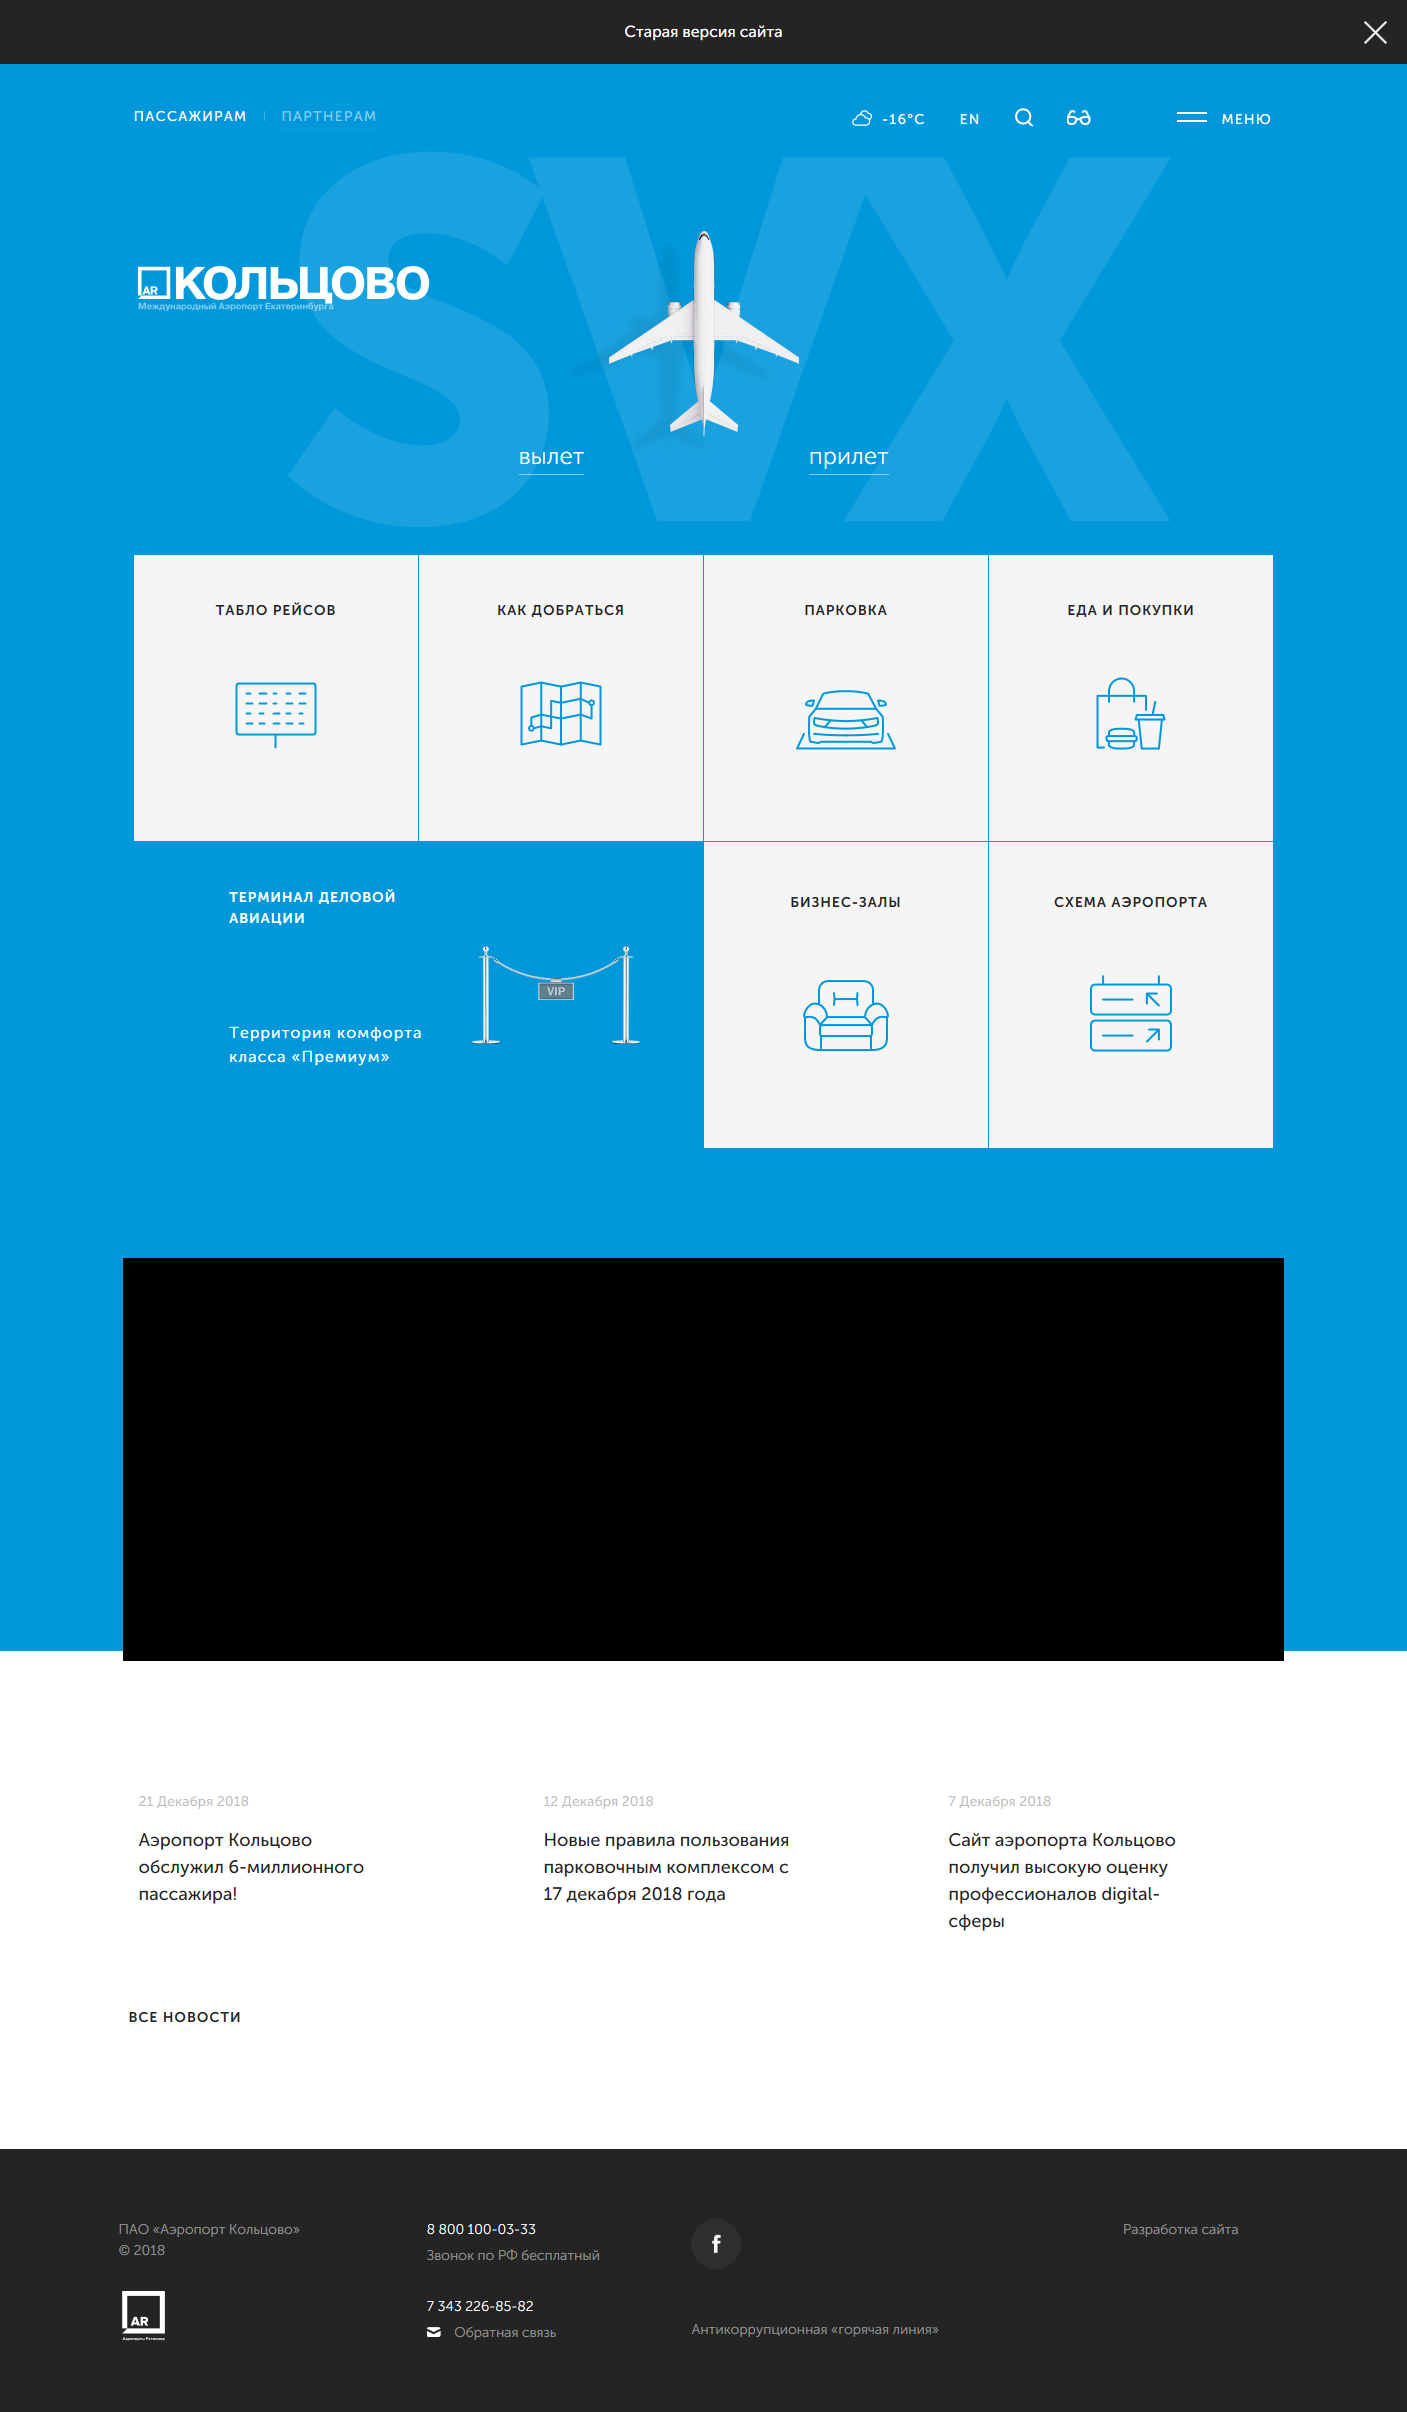 Старая версия сайта
ПАССАЖИРАМ
ПАРТНЕРАМ
-16°C
EN
МЕНЮ
SVX
AR
КОЛЬЦОВО
Международный Аэропорт Екатеринбурга
вылет
прилет
ТАБЛО РЕЙСОВ
КАК ДОБРАТЬСЯ
ПАРКОВКА
ЕДА И ПОКУПКИ
ТЕРМИНАЛ ДЕЛОВОЙ
АВИАЦИИ
VIP
Территория комфорта
класса «Премиум»
БИЗНЕС-ЗАЛЫ
СХЕМА АЭРОПОРТА
21 Декабря 2018
Аэропорт Кольцово
обслужил 6-миллионного
пассажира!
12 Декабря 2018
Новые правила пользования
парковочным комплексом с
17 декабря 2018 года
7 Декабря 2018
Сайт аэропорта Кольцово
получил высокую оценку
профессионалов digital-
сферы
ВСЕ НОВОСТИ
ПАО «Аэропорт Кольцово»
© 2018
AR
Аэропорты Регионов
8 800 100-03-33
Звонок по РФ бесплатный
7 343 226-85-82
Обратная связь
f
Антикоррупционная «горячая линия»
Разработка сайта